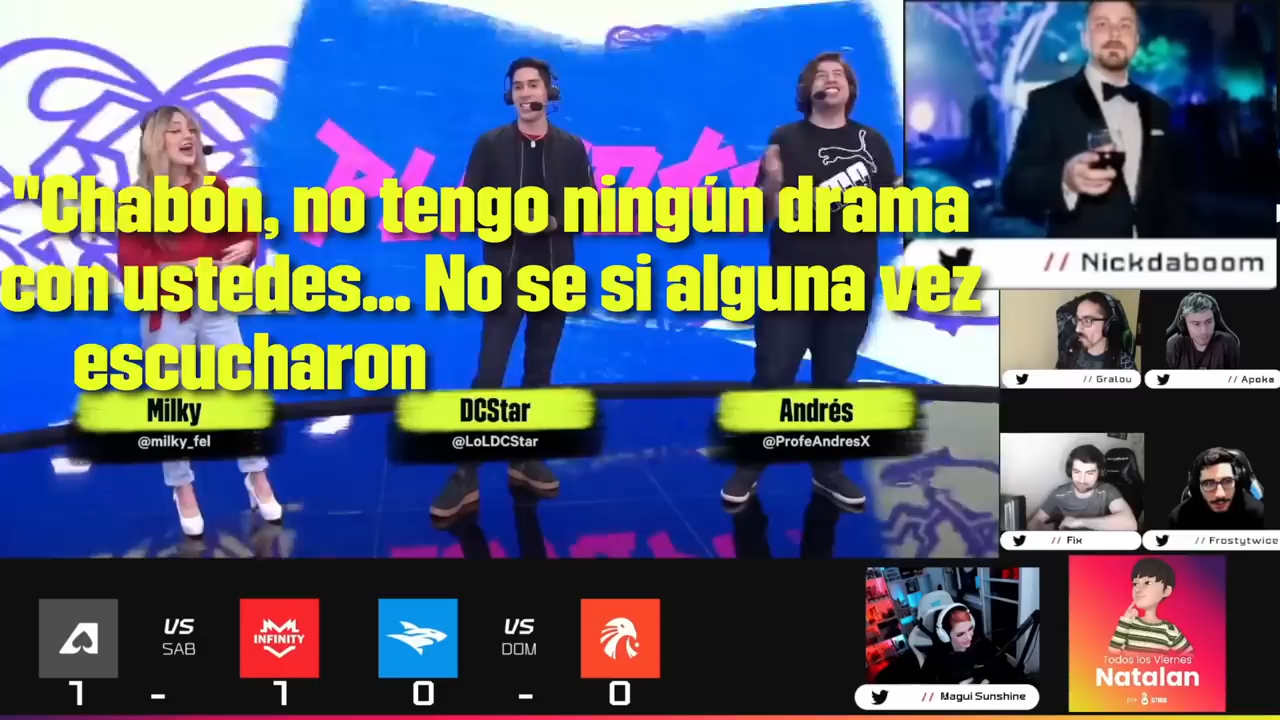 "Chabón, no tengo ningún drama
con ustedes... No se si alguna vez
escucharon
Milky
@milky_fel
DCStar
@LoLDCStar
Andrés
@ProfeAndresX
// Nickdaboom
// Gralou
// Apoka
// Fix
// Frostytwice
VS
SAB
INFINITY
VS
DOM
1 - 1
0 - 0
// Magui Sunshine
Todos los Viernes
Natalan
por